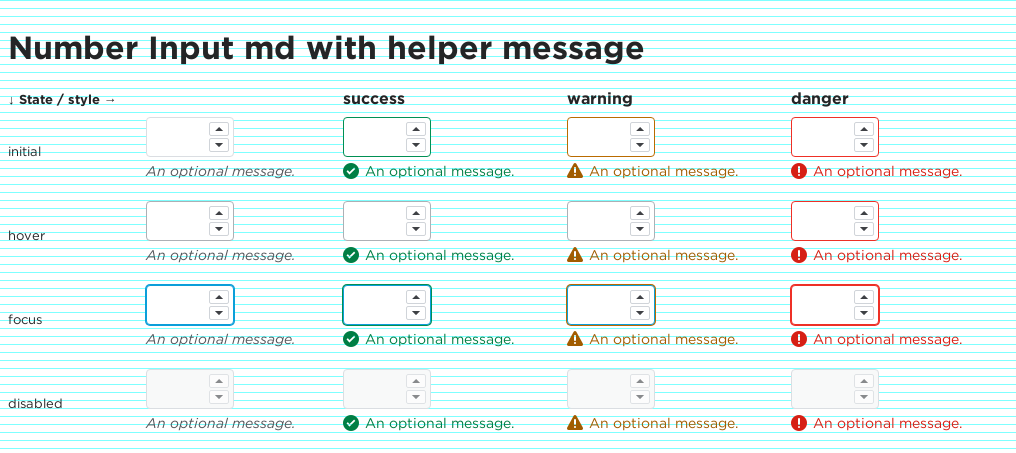 Number Input md with helper message
↓ State / style → success warning danger
initial
An optional message. An optional message. An optional message. An optional message.
hover
An optional message. An optional message. An optional message. An optional message.
focus
An optional message. An optional message. An optional message. An optional message.
disabled
An optional message. An optional message. An optional message. An optional message.